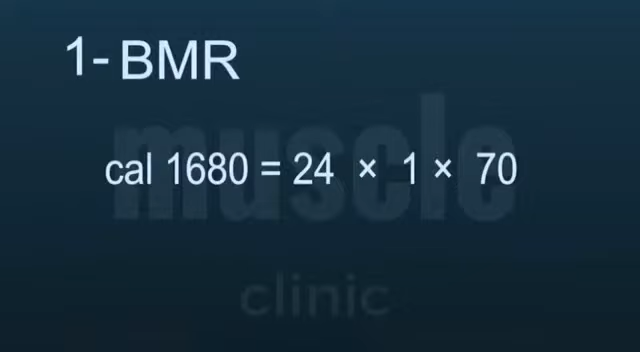 1- BMR
cal 1680 = 24 × 1 × 70
muscle
clinic